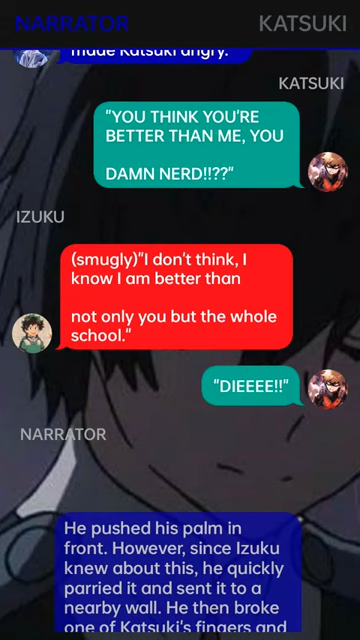 NARRATOR KATSUKI
made Katsuki angry.
KATSUKI
"YOU THINK YOU'RE
BETTER THAN ME, YOU
DAMN NERD!!??"
IZUKU
(smugly)"I don't think, I
know I am better than
not only you but the whole
school."
"DIEEEE!!"
NARRATOR
He pushed his palm in
front. However, since Izuku
knew about this, he quickly
parried it and sent it to a
nearby wall. He then broke
one of Katsuki's fingers and